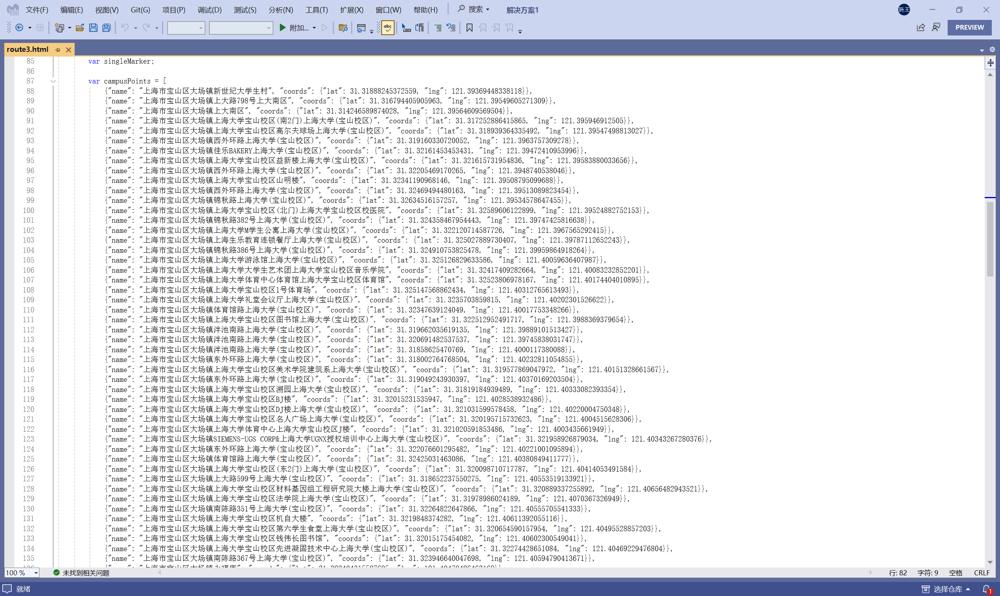 文件(F) 编辑(E) 视图(V) Git(G) 项目(P) 调试(D) 测试(S) 分析(N) 工具(T) 扩展(X) 窗口(W) 帮助(H) 搜索 解决方案1 晓王
附加... abc PREVIEW
route3.html
85 var singleMarker;
86
87 var campusPoints = [
88 {"name": "上海市宝山区大场镇新世纪大学生村", "coords": {"lat": 31.31888245372559, "lng": 121.39369448338118}},
89 {"name": "上海市宝山区大场镇上大路798号上大南区", "coords": {"lat": 31.316794405905963, "lng": 121.39549605271309}},
90 {"name": "上海市宝山区大场镇上大南区", "coords": {"lat": 31.314246589874028, "lng": 121.39564609569504}},
91 {"name": "上海市宝山区大场镇上海大学宝山校区(南2门)上海大学(宝山校区)", "coords": {"lat": 31.317252886415865, "lng": 121.395946912505}},
92 {"name": "上海市宝山区大场镇上海大学宝山校区高尔夫球场上海大学(宝山校区)", "coords": {"lat": 31.318939364335492, "lng": 121.39547498813027}},
93 {"name": "上海市宝山区大场镇西外环路上海大学(宝山校区)", "coords": {"lat": 31.319160330720052, "lng": 121.3963757309278}},
94 {"name": "上海市宝山区大场镇佳乐BAKERY上海大学(宝山校区)", "coords": {"lat": 31.32161453453431, "lng": 121.39472410953996}},
95 {"name": "上海市宝山区大场镇上海大学宝山校区益新楼上海大学(宝山校区)", "coords": {"lat": 31.321615731954836, "lng": 121.39583880033656}},
96 {"name": "上海市宝山区大场镇西外环路上海大学(宝山校区)", "coords": {"lat": 31.32205469170265, "lng": 121.3948740538046}},
97 {"name": "上海市宝山区大场镇上海大学宝山校区山明楼", "coords": {"lat": 31.32341190968146, "lng": 121.39508795099688}},
98 {"name": "上海市宝山区大场镇西外环路上海大学(宝山校区)", "coords": {"lat": 31.32469494480163, "lng": 121.39513089823454}},
99 {"name": "上海市宝山区大场镇锦秋路上海大学(宝山校区)", "coords": {"lat": 31.32634516157257, "lng": 121.39534578647455}},
100 {"name": "上海市宝山区大场镇上海大学宝山校区(北门)上海大学宝山校区校医院", "coords": {"lat": 31.32589606122899, "lng": 121.39524882752153}},
101 {"name": "上海市宝山区大场镇锦秋路382号上海大学(宝山校区)", "coords": {"lat": 31.324358467954443, "lng": 121.39747425816638}},
102 {"name": "上海市宝山区大场镇上海大学M学生公寓上海大学(宝山校区)", "coords": {"lat": 31.322120714587726, "lng": 121.3967565292415}},
103 {"name": "上海市宝山区大场镇上海生乐教育连锁餐厅上海大学(宝山校区)", "coords": {"lat": 31.325027889730407, "lng": 121.39787112652243}},
104 {"name": "上海市宝山区大场镇锦秋路386号上海大学(宝山校区)", "coords": {"lat": 31.324910753825478, "lng": 121.39959864918264}},
105 {"name": "上海市宝山区大场镇上海大学游泳馆上海大学(宝山校区)", "coords": {"lat": 31.325126829633586, "lng": 121.40059636407987}},
106 {"name": "上海市宝山区大场镇上海大学大学生艺术团上海大学宝山校区音乐学院", "coords": {"lat": 31.32417409282664, "lng": 121.40083232852201}},
107 {"name": "上海市宝山区大场镇上海大学体育中心体育馆上海大学宝山校区体育馆", "coords": {"lat": 31.32523806978167, "lng": 121.40174404010895}},
108 {"name": "上海市宝山区大场镇上海大学宝山校区1号体育场", "coords": {"lat": 31.325147568862434, "lng": 121.40312765613493}},
109 {"name": "上海市宝山区大场镇上海大学礼堂会议厅上海大学(宝山校区)", "coords": {"lat": 31.3235703859815, "lng": 121.40202301526622}},
110 {"name": "上海市宝山区大场镇体育馆路上海大学(宝山校区)", "coords": {"lat": 31.32347639124049, "lng": 121.40017753348266}},
111 {"name": "上海市宝山区大场镇上海大学宝山校区图书馆上海大学(宝山校区)", "coords": {"lat": 31.322512952491717, "lng": 121.3988369379654}},
112 {"name": "上海市宝山区大场镇泮池南路上海大学(宝山校区)", "coords": {"lat": 31.319662035619135, "lng": 121.39889101513427}},
113 {"name": "上海市宝山区大场镇泮池南路上海大学(宝山校区)", "coords": {"lat": 31.320691482537537, "lng": 121.39745838031747}},
114 {"name": "上海市宝山区大场镇泮池南路上海大学(宝山校区)", "coords": {"lat": 31.31858625470769, "lng": 121.4000117380088}},
115 {"name": "上海市宝山区大场镇东外环路上海大学(宝山校区)", "coords": {"lat": 31.318002764768504, "lng": 121.40232811054855}},
116 {"name": "上海市宝山区大场镇上海大学宝山校区美术学院建筑系上海大学(宝山校区)", "coords": {"lat": 31.319577869047972, "lng": 121.40151328661567}},
117 {"name": "上海市宝山区大场镇东外环路上海大学(宝山校区)", "coords": {"lat": 31.319049243930397, "lng": 121.40370169203504}},
118 {"name": "上海市宝山区大场镇上海大学宝山校区溯园上海大学(宝山校区)", "coords": {"lat": 31.31819184939489, "lng": 121.40333082393354}},
119 {"name": "上海市宝山区大场镇上海大学宝山校区BJ楼", "coords": {"lat": 31.32015231535947, "lng": 121.4028538932486}},
120 {"name": "上海市宝山区大场镇上海大学宝山校区DJ楼上海大学(宝山校区)", "coords": {"lat": 31.321031599578458, "lng": 121.40220004750348}},
121 {"name": "上海市宝山区大场镇上海大学宝山校区名人广场上海大学(宝山校区)", "coords": {"lat": 31.320195715732623, "lng": 121.4004515628306}},
122 {"name": "上海市宝山区大场镇上海大学体育中心上海大学宝山校区J楼", "coords": {"lat": 31.321020591853486, "lng": 121.4003435661949}},
123 {"name": "上海市宝山区大场镇SIEMENS-UGS CORP&上海大学UGNX授权培训中心上海大学(宝山校区)", "coords": {"lat": 31.321958926879034, "lng": 121.40343267280376}},
124 {"name": "上海市宝山区大场镇东外环路上海大学(宝山校区)", "coords": {"lat": 31.322076601295482, "lng": 121.40221001095894}},
125 {"name": "上海市宝山区大场镇体育馆路上海大学(宝山校区)", "coords": {"lat": 31.32425031463086, "lng": 121.40380849411777}},
126 {"name": "上海市宝山区大场镇上海大学宝山校区(东2门)上海大学(宝山校区)", "coords": {"lat": 31.320098710717787, "lng": 121.40414053491584}},
127 {"name": "上海市宝山区大场镇上大路599号上海大学(宝山校区)", "coords": {"lat": 31.318652237550275, "lng": 121.40553519133921}},
128 {"name": "上海市宝山区大场镇上海大学宝山校区材料基因组工程研究院大楼上海大学(宝山校区)", "coords": {"lat": 31.320889337255892, "lng": 121.40656482943521}},
129 {"name": "上海市宝山区大场镇上海大学宝山校区法学院上海大学(宝山校区)", "coords": {"lat": 31.31978986024189, "lng": 121.4070367326949}},
130 {"name": "上海市宝山区大场镇南陈路351号上海大学(宝山校区)", "coords": {"lat": 31.32264822647866, "lng": 121.40555705541333}},
131 {"name": "上海市宝山区大场镇上海大学宝山校区机自大楼", "coords": {"lat": 31.3219848374282, "lng": 121.40611392055116}},
132 {"name": "上海市宝山区大场镇上海大学宝山校区第六学生食堂上海大学(宝山校区)", "coords": {"lat": 31.320654590157954, "lng": 121.40495528857203}},
133 {"name": "上海市宝山区大场镇上海大学宝山校区钱伟长图书馆", "coords": {"lat": 31.32015175454082, "lng": 121.40602300549041}},
134 {"name": "上海市宝山区大场镇上海大学宝山校区先进凝固技术中心上海大学(宝山校区)", "coords": {"lat": 31.32274428651084, "lng": 121.40469229476804}},
135 {"name": "上海市宝山区大场镇南陈路367号上海大学(宝山校区)", "coords": {"lat": 31.323946640047698, "lng": 121.40594790413671}},
100 % 未找到相关问题 行: 82 字符: 9 空格 CRLF
就绪 选择仓库 1